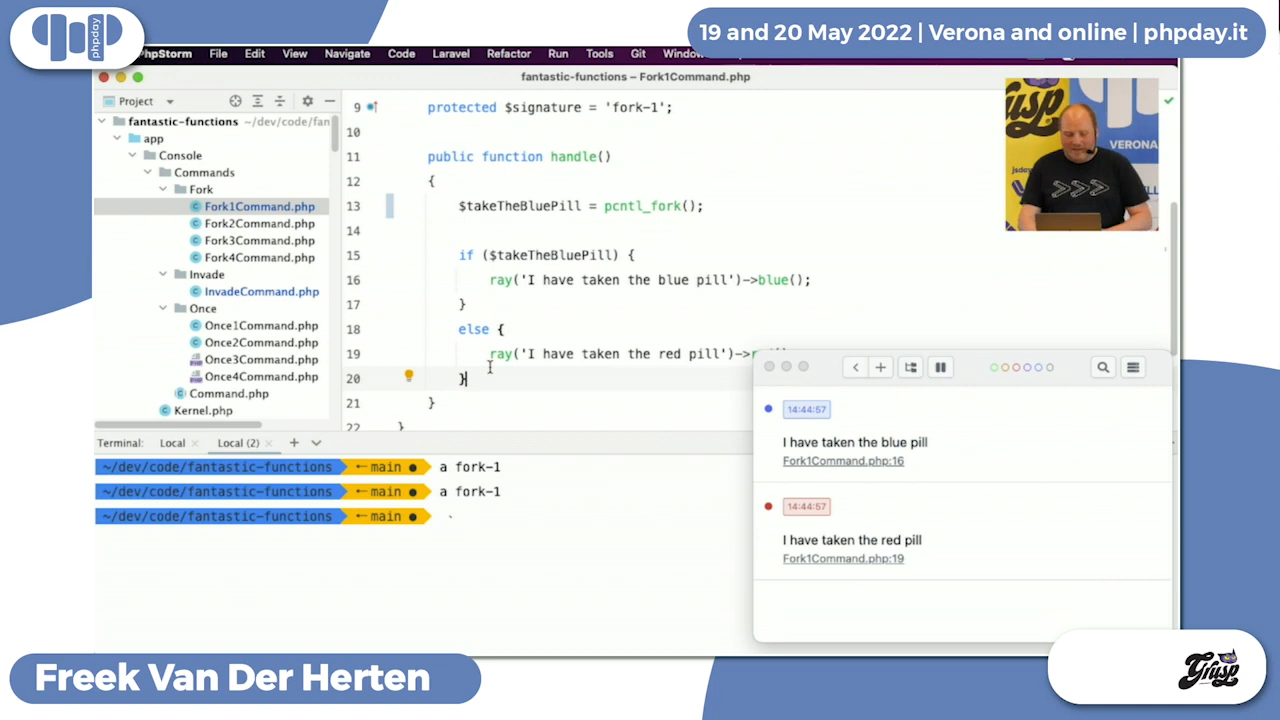 phpday
19 and 20 May 2022 | Verona and online | phpday.it
PhpStorm File Edit View Navigate Code Laravel Refactor Run Tools Git Window
fantastic-functions – Fork1Command.php
Project
fantastic-functions ~/dev/code/fan
app
Console
Commands
Fork
Fork1Command.php
Fork2Command.php
Fork3Command.php
Fork4Command.php
Invade
InvadeCommand.php
Once
Once1Command.php
Once2Command.php
Once3Command.php
Once4Command.php
Command.php
Kernel.php
9 protected $signature = 'fork-1';
10
11 public function handle()
12 {
13 $takeTheBluePill = pcntl_fork();
14
15 if ($takeTheBluePill) {
16 ray('I have taken the blue pill')->blue();
17 }
18 else {
19 ray('I have taken the red pill')->
20 }
21 }
22 }
VERONA
Terminal: Local Local (2)
~/dev/code/fantastic-functions main a fork-1
~/dev/code/fantastic-functions main a fork-1
~/dev/code/fantastic-functions main
14:44:57
I have taken the blue pill
Fork1Command.php:16
14:44:57
I have taken the red pill
Fork1Command.php:19
Freek Van Der Herten
Grusp